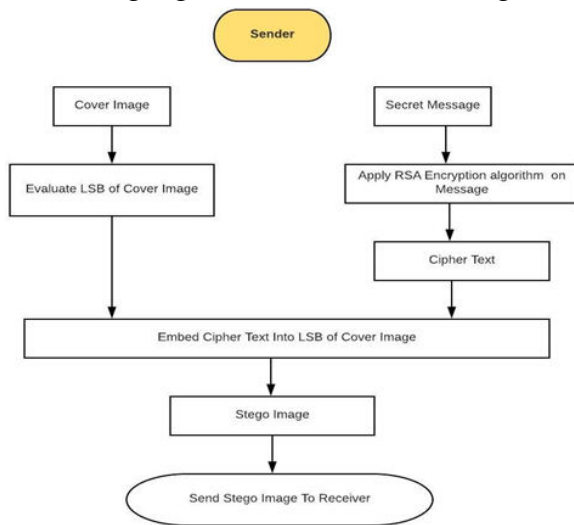 Sender
Cover Image
Secret Message
Evaluate LSB of Cover Image
Apply RSA Encryption algorithm on
Message
Cipher Text
Embed Cipher Text Into LSB of Cover Image
Stego Image
Send Stego Image To Receiver